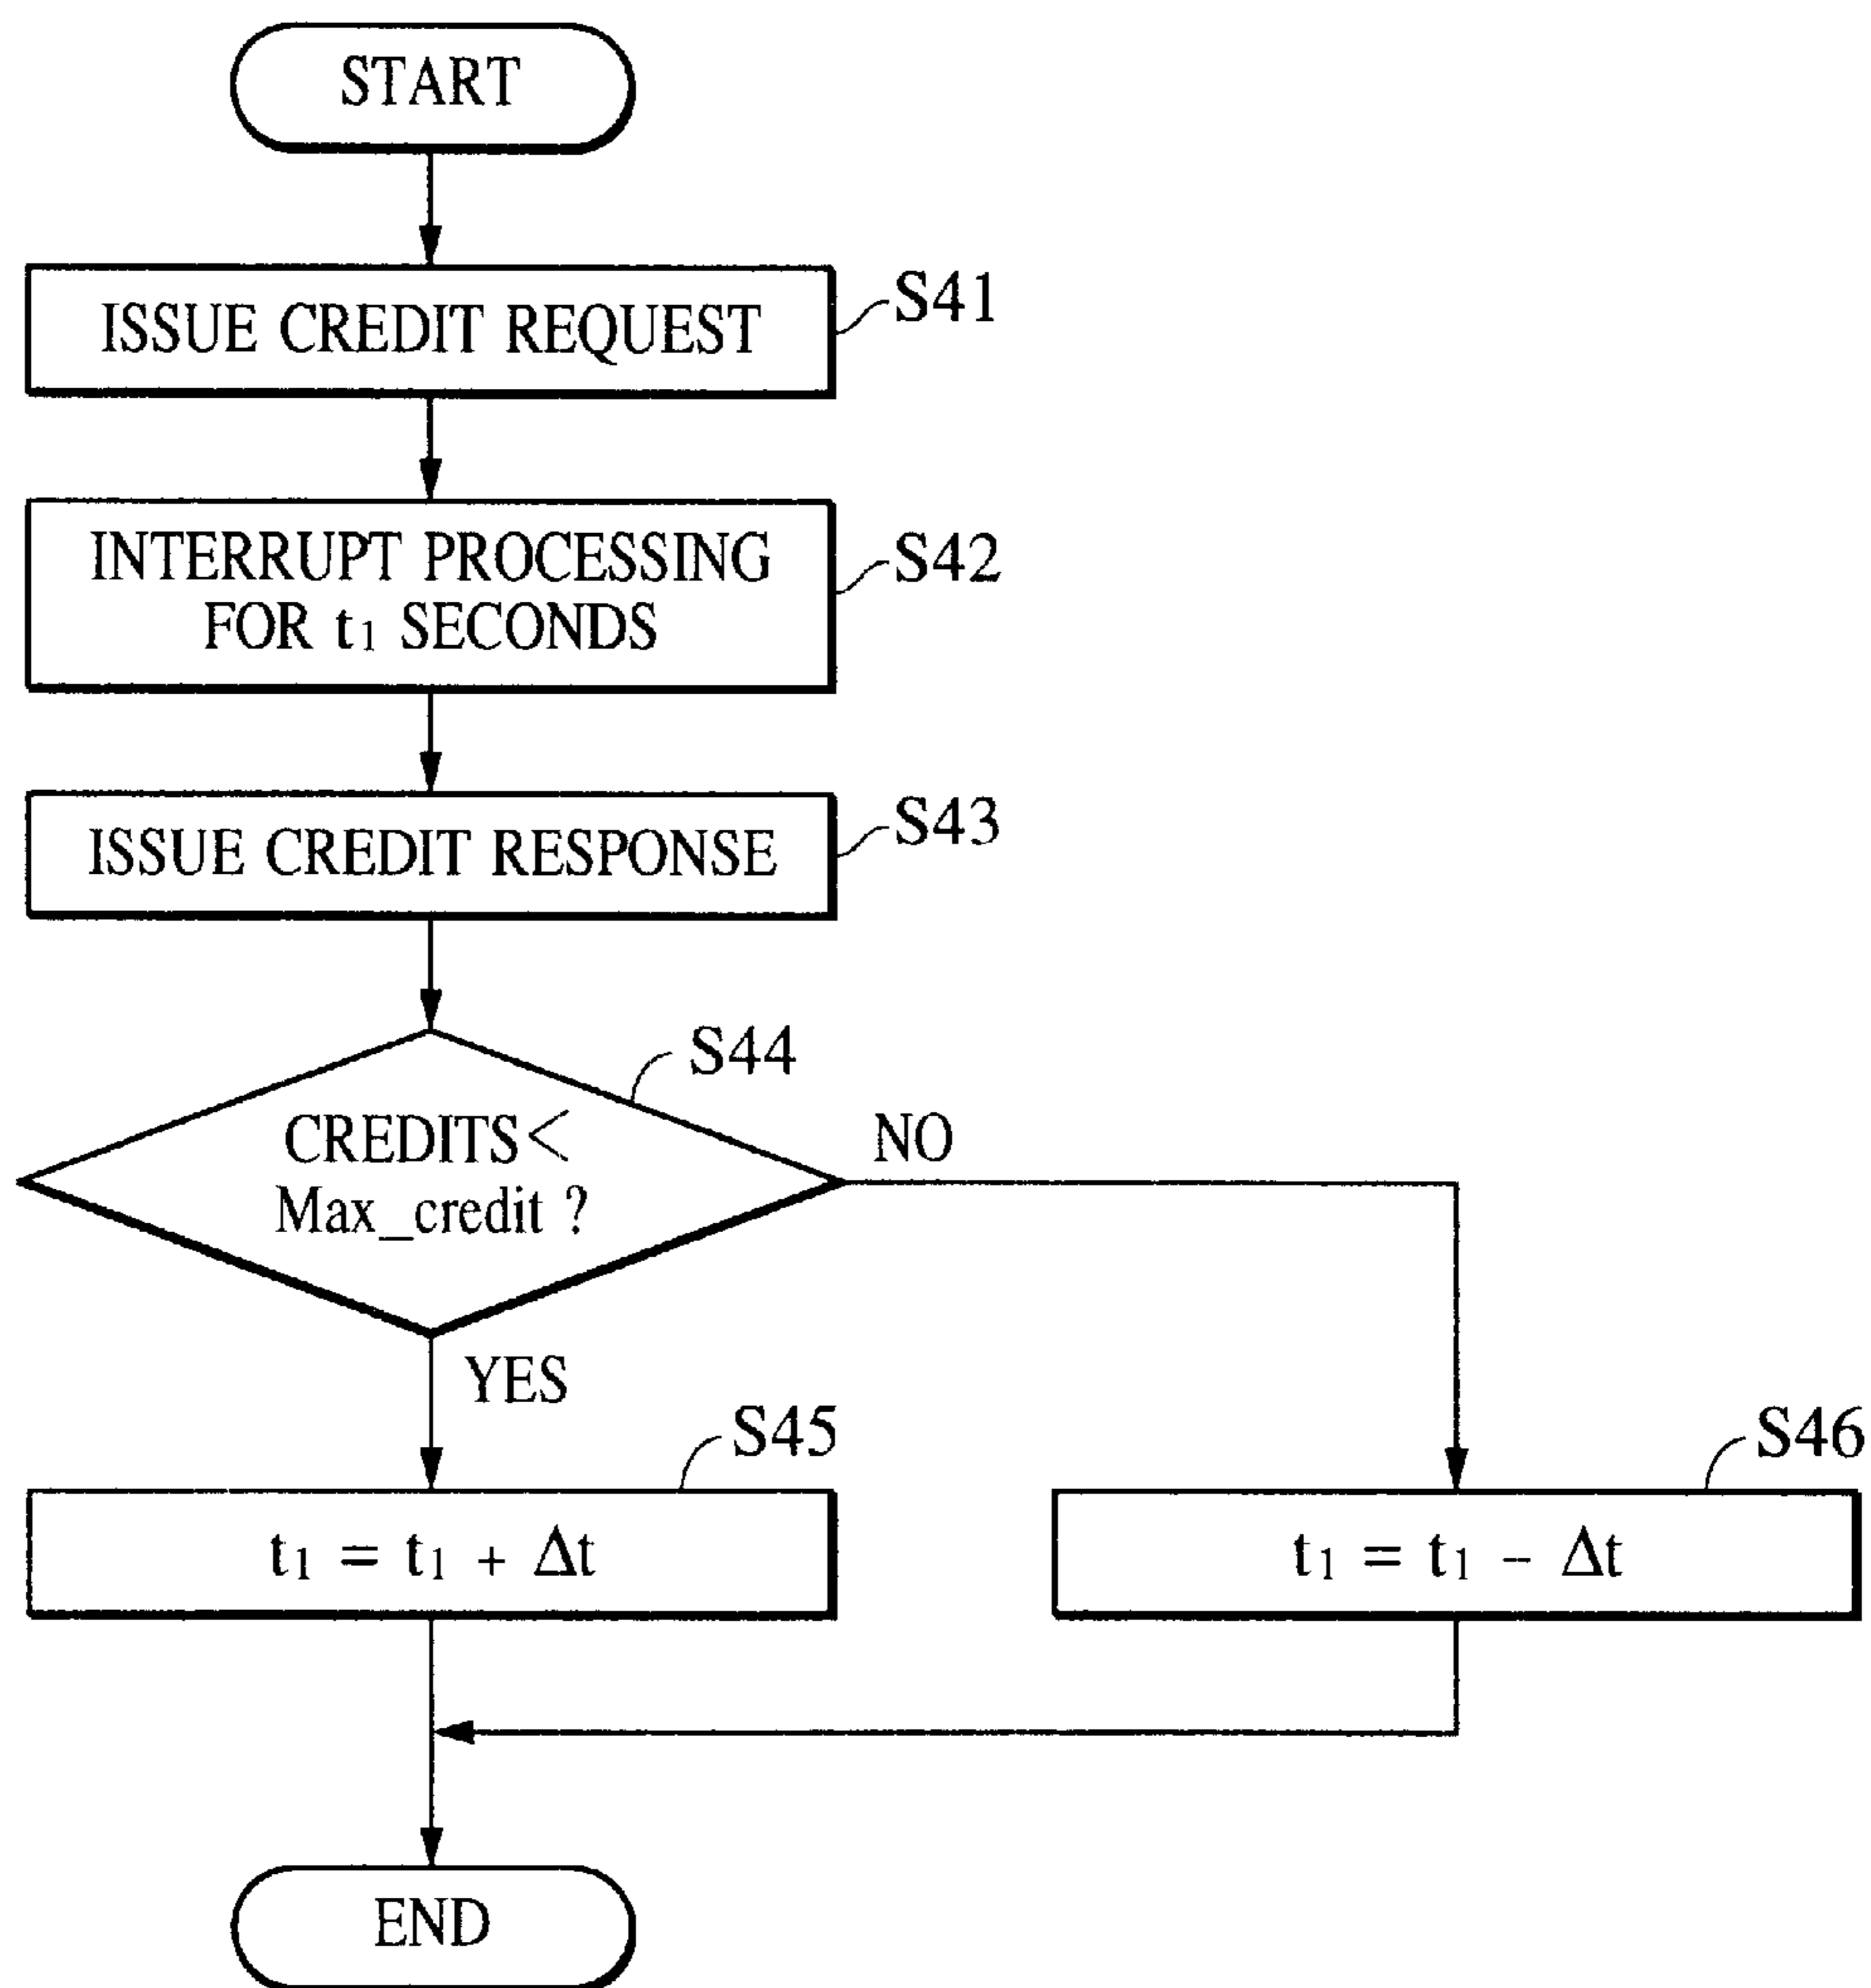 START
ISSUE CREDIT REQUEST
S41
INTERRUPT PROCESSING
FOR t₁ SECONDS
S42
ISSUE CREDIT RESPONSE
S43
S44
CREDITS<
Max_credit ?
NO
YES
S45
t₁ = t₁ + Δt
S46
t₁ = t₁ − Δt
END